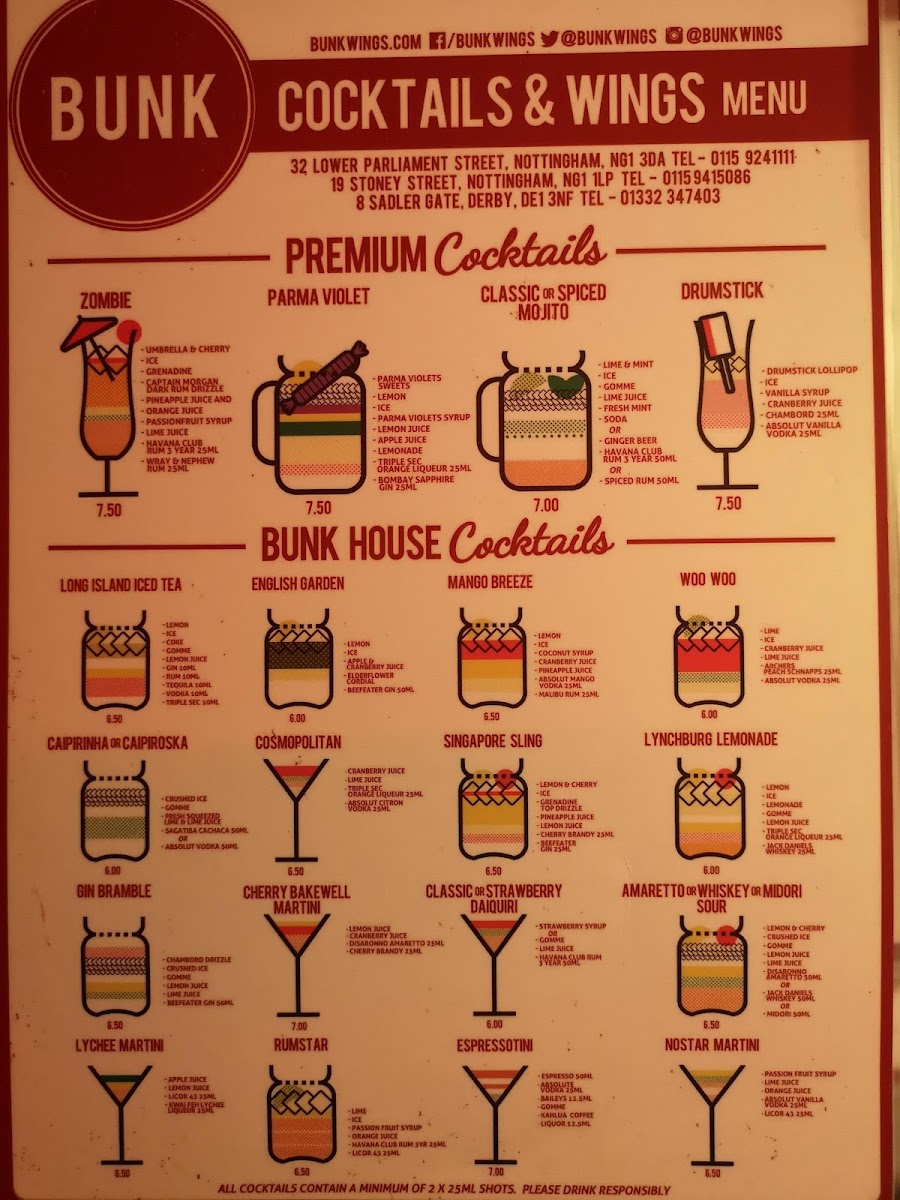 BUNKWINGS.COM /BUNKWINGS @BUNKWINGS @BUNKWINGS
BUNK
COCKTAILS & WINGS MENU
32 LOWER PARLIAMENT STREET, NOTTINGHAM, NG1 3DA TEL - 0115 9241111
19 STONEY STREET, NOTTINGHAM, NG1 1LP TEL - 0115 9415086
8 SADLER GATE, DERBY, DE1 3NF TEL - 01332 347403
PREMIUM Cocktails
ZOMBIE
- UMBRELLA & CHERRY
- ICE
- GRENADINE
- CAPTAIN MORGAN
DARK RUM DRIZZLE
- PINEAPPLE JUICE AND
- ORANGE JUICE
- PASSIONFRUIT SYRUP
- LIME JUICE
- HAVANA CLUB
RUM 3 YEAR 25ML
- WRAY & NEPHEW
RUM 25ML
7.50
PARMA VIOLET
- PARMA VIOLETS
SWEETS
- LEMON
- ICE
- PARMA VIOLETS SYRUP
- LEMON JUICE
- APPLE JUICE
- LEMONADE
- TRIPLE SEC
ORANGE LIQUEUR 25ML
- BOMBAY SAPPHIRE
GIN 25ML
7.50
CLASSIC OR SPICED
MOJITO
- LIME & MINT
- ICE
- GOMME
- LIME JUICE
- FRESH MINT
- SODA
OR
- GINGER BEER
- HAVANA CLUB
RUM 3 YEAR 50ML
OR
- SPICED RUM 50ML
7.00
DRUMSTICK
- DRUMSTICK LOLLIPOP
- ICE
- VANILLA SYRUP
- CRANBERRY JUICE
- CHAMBORD 25ML
- ABSOLUT VANILLA
VODKA 25ML
7.50
BUNK HOUSE Cocktails
LONG ISLAND ICED TEA
- LEMON
- ICE
- COKE
- GOMME
- LEMON JUICE
- GIN 10ML
- RUM 10ML
- TEQUILA 10ML
- VODKA 10ML
- TRIPLE SEC 10ML
6.50
ENGLISH GARDEN
- LEMON
- ICE
- APPLE &
CRANBERRY JUICE
- ELDERFLOWER
CORDIAL
- BEEFEATER GIN 50ML
6.00
MANGO BREEZE
- LEMON
- ICE
- COCONUT SYRUP
- CRANBERRY JUICE
- PINEAPPLE JUICE
- ABSOLUT MANGO
VODKA 25ML
- MALIBU RUM 25ML
6.50
WOO WOO
- LIME
- ICE
- CRANBERRY JUICE
- LIME JUICE
- ARCHERS
PEACH SCHNAPPS 25ML
- ABSOLUT VODKA 25ML
6.00
CAIPIRINHA OR CAIPIROSKA
- CRUSHED ICE
- GOMME
- FRESH SQUEEZED
LIME & LIME JUICE
- SAGATIBA CACHACA 50ML
OR
- ABSOLUT VODKA 50ML
6.00
COSMOPOLITAN
- CRANBERRY JUICE
- LIME JUICE
- TRIPLE SEC
ORANGE LIQUEUR 25ML
- ABSOLUT CITRON
VODKA 25ML
6.50
SINGAPORE SLING
- LEMON & CHERRY
- ICE
- GRENADINE
TOP DRIZZLE
- PINEAPPLE JUICE
- LEMON JUICE
- CHERRY BRANDY 25ML
- BEEFEATER
GIN 25ML
6.50
LYNCHBURG LEMONADE
- LEMON
- ICE
- LEMONADE
- GOMME
- LEMON JUICE
- TRIPLE SEC
ORANGE LIQUEUR 25ML
- JACK DANIELS
WHISKEY 25ML
6.00
GIN BRAMBLE
- CHAMBORD DRIZZLE
- CRUSHED ICE
- GOMME
- LEMON JUICE
- LIME JUICE
- BEEFEATER GIN 50ML
6.50
CHERRY BAKEWELL
MARTINI
- LEMON JUICE
- CRANBERRY JUICE
- DISARONNO AMARETTO 25ML
- CHERRY BRANDY 25ML
7.00
CLASSIC OR STRAWBERRY
DAIQUIRI
- STRAWBERRY SYRUP
OR
- GOMME
- LIME JUICE
- HAVANA CLUB RUM
3 YEAR 50ML
6.00
AMARETTO OR WHISKEY OR MIDORI
SOUR
- LEMON & CHERRY
- CRUSHED ICE
- GOMME
- LEMON JUICE
- LIME JUICE
- DISARONNO
AMARETTO 50ML
OR
- JACK DANIELS
WHISKEY 50ML
OR
- MIDORI 50ML
6.50
LYCHEE MARTINI
- APPLE JUICE
- LEMON JUICE
- LICOR 43 25ML
- KWAI FEH LYCHEE
LIQUEUR 25ML
6.50
RUMSTAR
- LIME
- ICE
- PASSION FRUIT SYRUP
- ORANGE JUICE
- HAVANA CLUB RUM 3YR 25ML
- LICOR 43 25ML
6.50
ESPRESSOTINI
- ESPRESSO 50ML
- ABSOLUTE
VODKA 25ML
- BAILEYS 12.5ML
- GOMME
- KAHLUA COFFEE
LIQUOR 12.5ML
7.00
NOSTAR MARTINI
- PASSION FRUIT SYRUP
- LIME JUICE
- ORANGE JUICE
- ABSOLUT VANILLA
VODKA 25ML
- LICOR 43 25ML
6.50
ALL COCKTAILS CONTAIN A MINIMUM OF 2 X 25ML SHOTS. PLEASE DRINK RESPONSIBLY